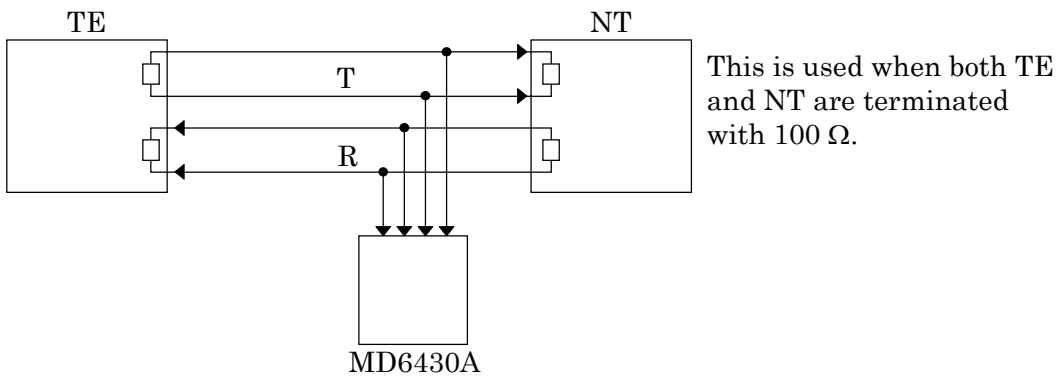 TE
NT
T
R
This is used when both TE
and NT are terminated
with 100 Ω.
MD6430A